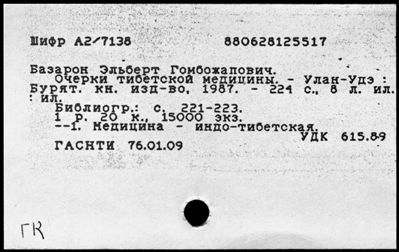 Шифр А2/7138 880628125517
Базарон Эльберт Гомбожапович.
Очерки тибетской медицины. - Улан-Удэ :
Бурят. кн. изд-во, 1987. - 224 с., 8 л. ил.
: ил.
Библиогр.: с. 221-223.
1 р. 20 к., 15000 экз.
--1. Медицина - индо-тибетская.
УДК 615.89
ГАСНТИ 76.01.09
ГК